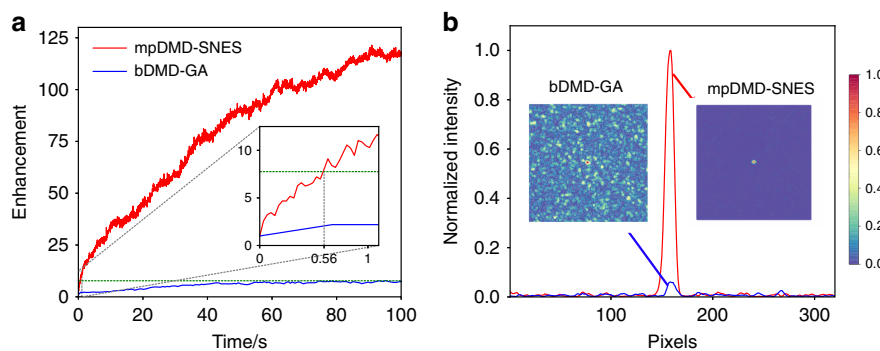 a
mpDMD-SNES
bDMD-GA
Enhancement
125
100
75
50
25
0
10
5
0
0 0.56 1
0 20 40 60 80 100
Time/s
b
bDMD-GA mpDMD-SNES
Normalized intensity
1.0
0.8
0.6
0.4
0.2
0.0
100 200 300
Pixels
1.0
0.8
0.6
0.4
0.2
0.0